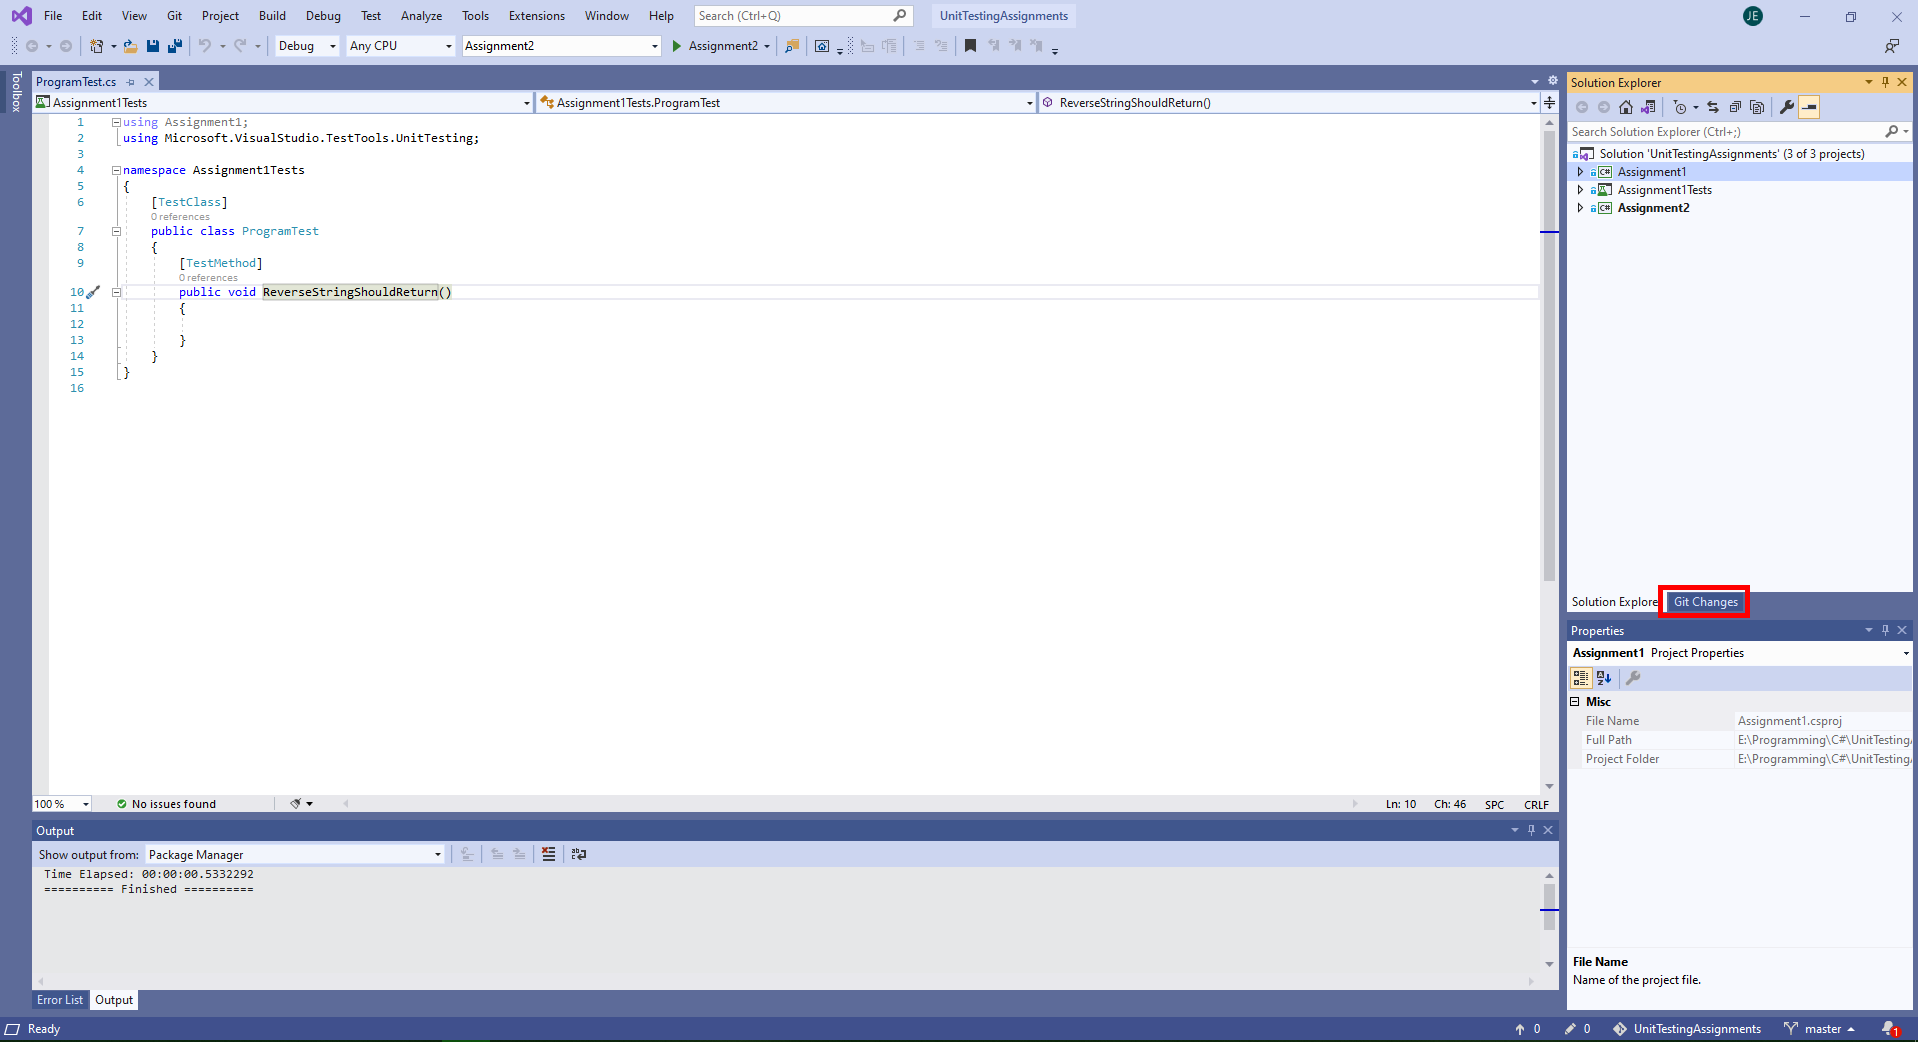 File Edit View Git Project Build Debug Test Analyze Tools Extensions Window Help Search (Ctrl+Q) UnitTestingAssignments JE
Debug Any CPU Assignment2 Assignment2
Toolbox
ProgramTest.cs
Assignment1Tests Assignment1Tests.ProgramTest ReverseStringShouldReturn()
1 using Assignment1;
2 using Microsoft.VisualStudio.TestTools.UnitTesting;
3
4 namespace Assignment1Tests
5 {
6 [TestClass]
0 references
7 public class ProgramTest
8 {
9 [TestMethod]
0 references
10 public void ReverseStringShouldReturn()
11 {
12
13 }
14 }
15 }
16
100 % No issues found Ln: 10 Ch: 46 SPC CRLF
Output
Show output from: Package Manager
Time Elapsed: 00:00:00.5332292
========== Finished ==========
Error List Output
Solution Explorer
Search Solution Explorer (Ctrl+;)
Solution 'UnitTestingAssignments' (3 of 3 projects)
C# Assignment1
Assignment1Tests
C# Assignment2
Solution Explore Git Changes
Properties
Assignment1 Project Properties
Misc
File Name Assignment1.csproj
Full Path E:\Programming\C#\UnitTesting
Project Folder E:\Programming\C#\UnitTesting
File Name
Name of the project file.
Ready 0 0 UnitTestingAssignments master 1